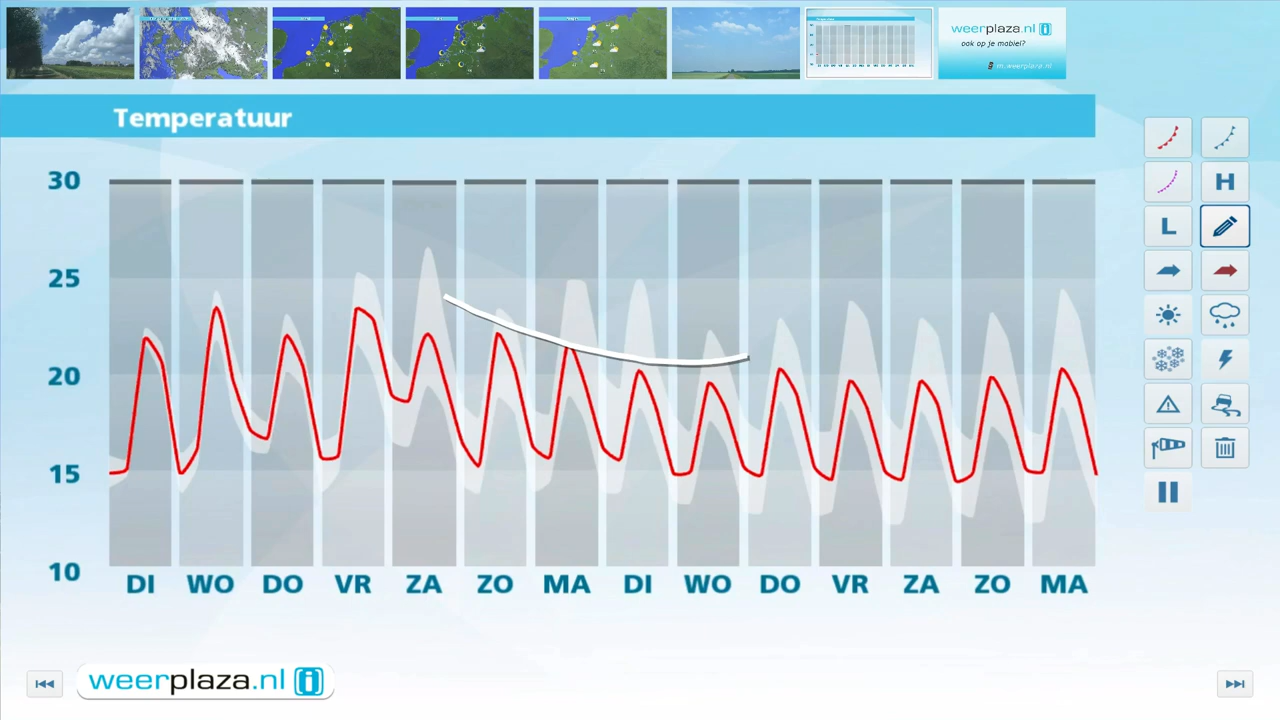 weerplaza.nl
ook op je mobiel?
m.weerplaza.nl
Temperatuur
30
25
20
15
10
H
L
DI WO DO VR ZA ZO MA DI WO DO VR ZA ZO MA
weerplaza.nl